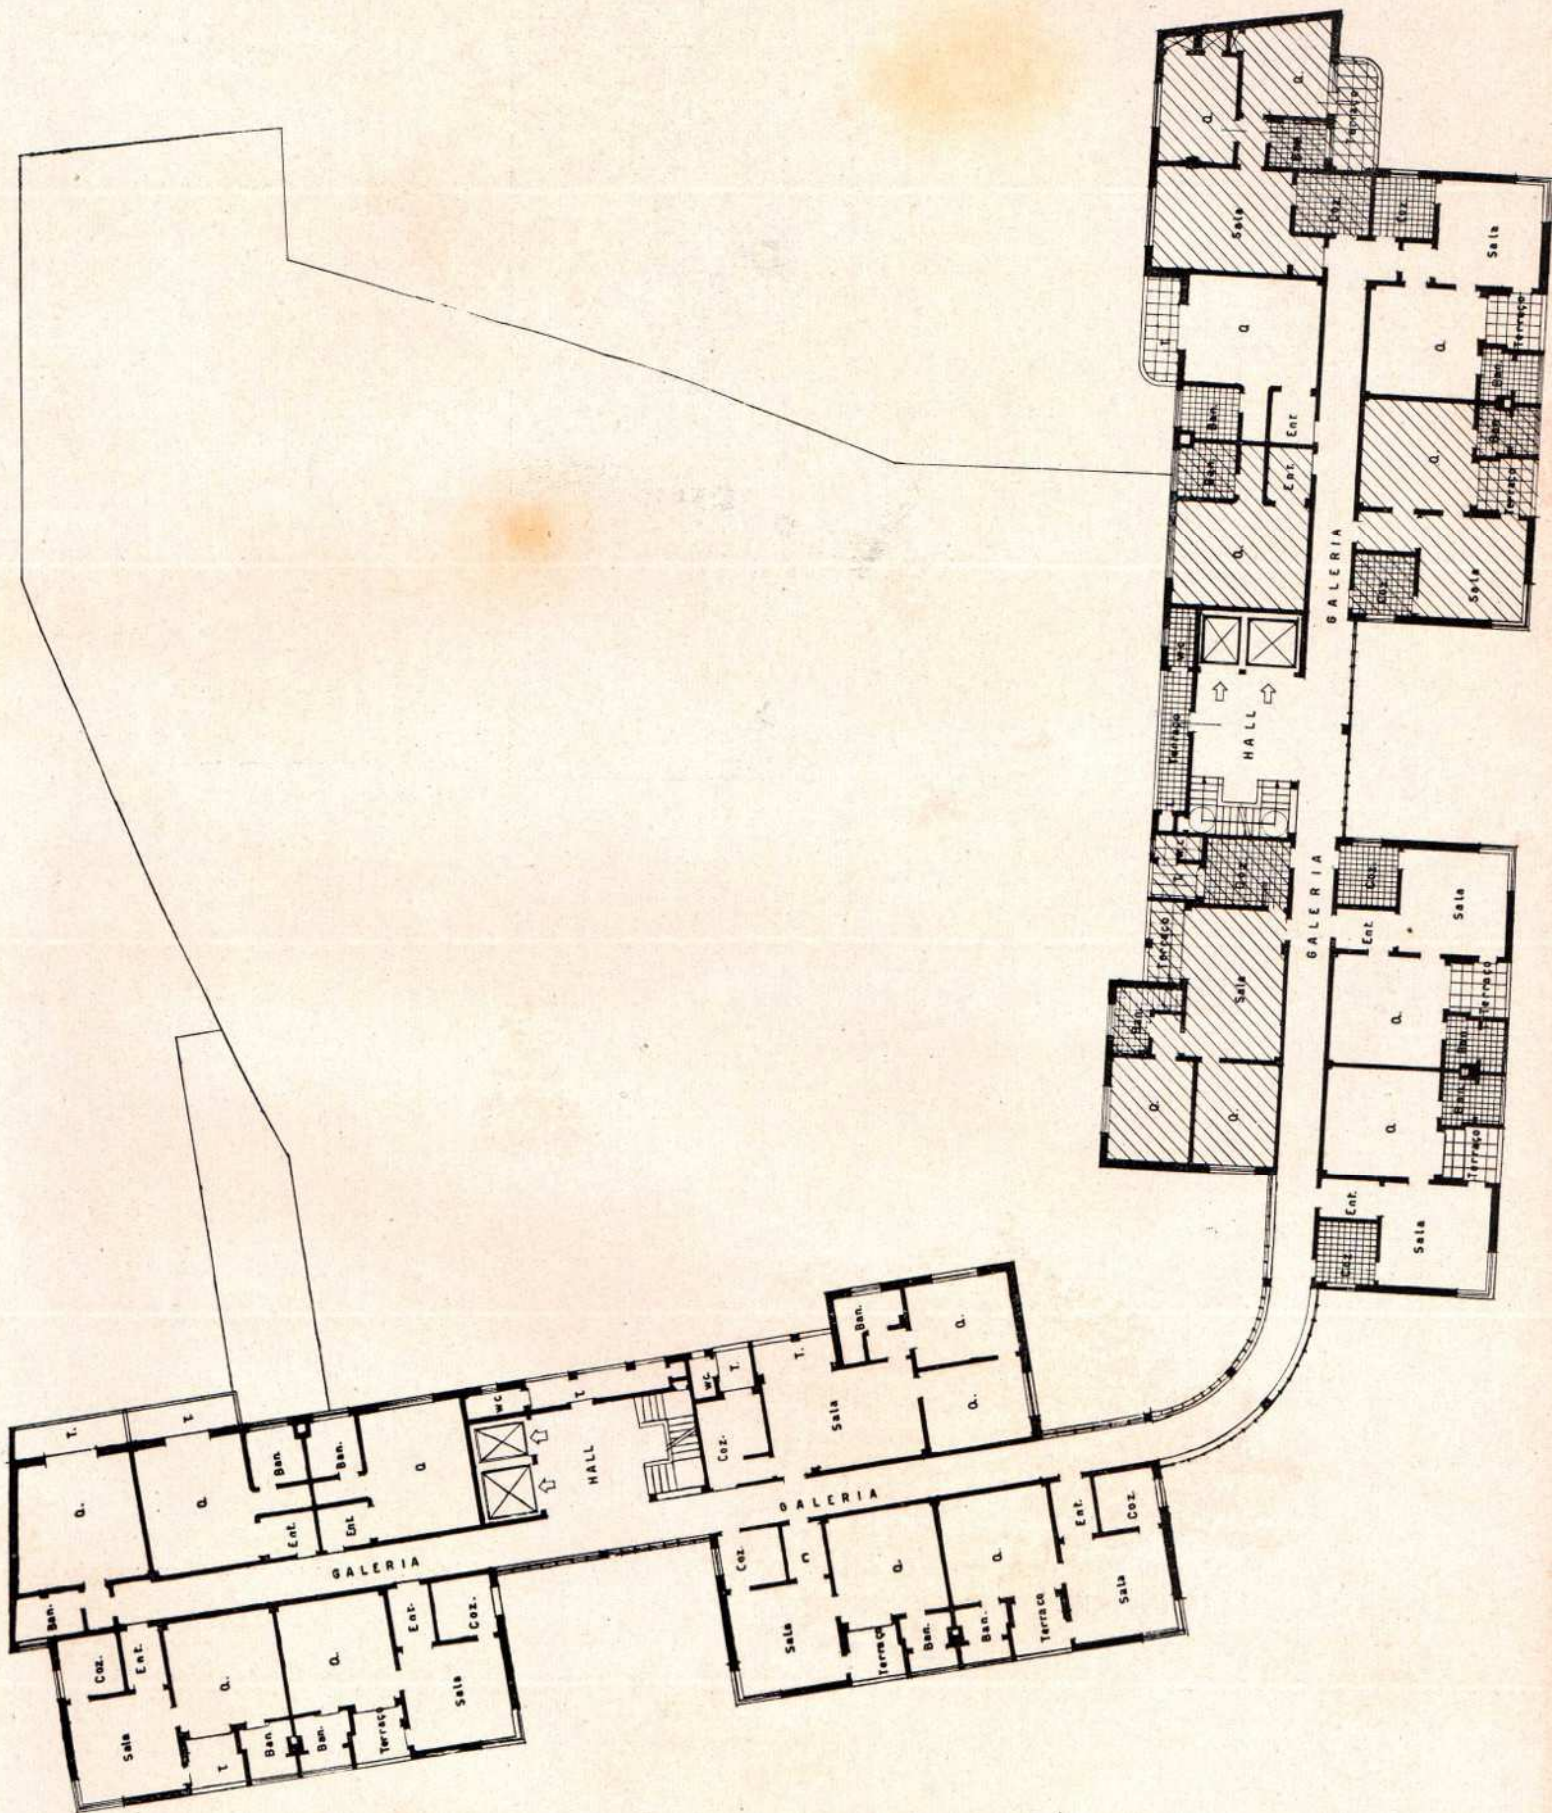 Q.
Q.
Terraço
Ban.
Coz.
Coz.
Sala
Sala
T.
Q
Terraço
Q.
Ban.
Ban.
Ent
Ban.
Q.
Ban.
Ent.
Terraço
Q.
GALERIA
Coz.
Sala
W.C.
Terraço
HALL
W.C.
T.
Coz.
GALERIA
Coz.
Sala
Ent.
Terraço
Sala
Terraço
Ban.
Q.
Ban.
Ban.
Q.
Q.
Q.
Terraço
Ent.
Sala
Coz
Ban.
Q.
T.
Q.
Sala
T.
WC.
Coz.
T.
WC
HALL
GALERIA
T.
T.
Q.
Q.
Ban
Ban.
Q
Ent.
Ent
GALERIA
Ban.
Coz.
Ent.
Q.
Sala
T.
Ban.
Ban.
Q.
Terraço
Ent.
Coz.
Sala
Coz.
C
Q.
Sala
Terraço
Ban.
Ban.
Q.
Terraco
Ent.
Coz.
Sala